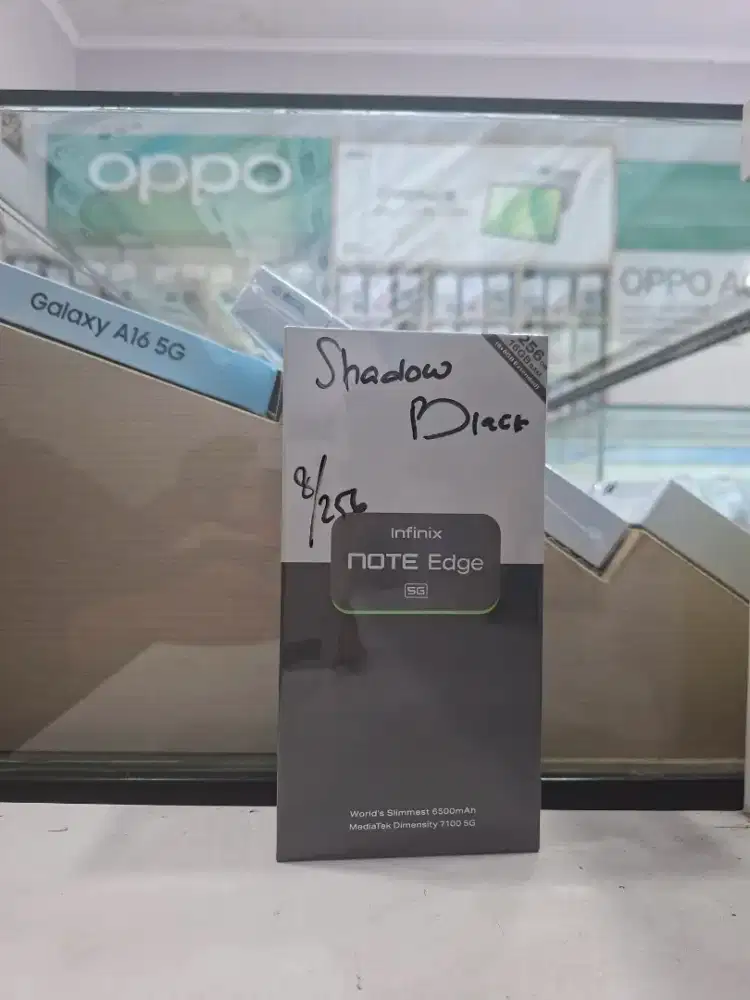 oppo
OPPO A
Galaxy A16 5G
256
16GB
Shadow
Black
8/256
Infinix
NOTE Edge
5G
World's Slimmest 6500mAh
MediaTek Dimensity 7100 5G